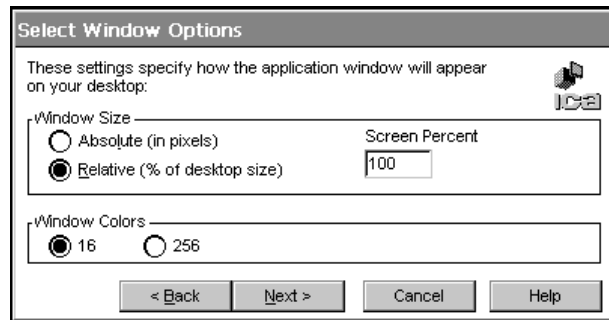 Select Window Options
These settings specify how the application window will appear
on your desktop:
ica
Window Size
Absolute (in pixels)
Screen Percent
Relative (% of desktop size)
100
Window Colors
16 256
< Back Next > Cancel Help